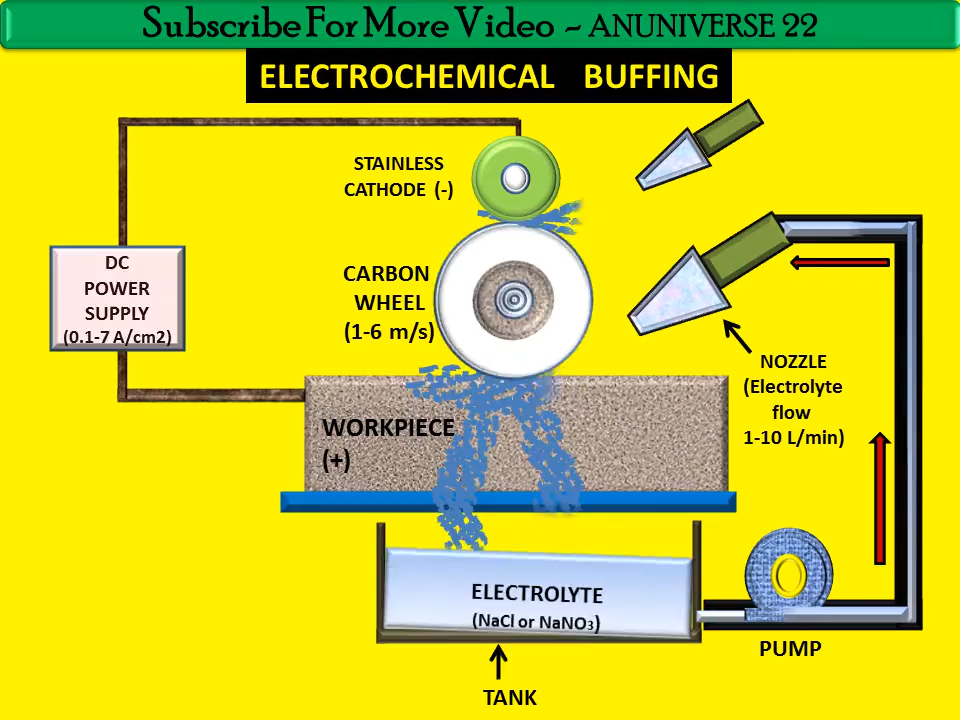 Subscribe For More Video ~ ANUNIVERSE 22
ELECTROCHEMICAL BUFFING
STAINLESS
CATHODE (-)
DC
POWER
SUPPLY
(0.1-7 A/cm2)
CARBON
WHEEL
(1-6 m/s)
NOZZLE
(Electrolyte
flow
1-10 L/min)
WORKPIECE
(+)
ELECTROLYTE
(NaCl or NaNO₃)
PUMP
TANK